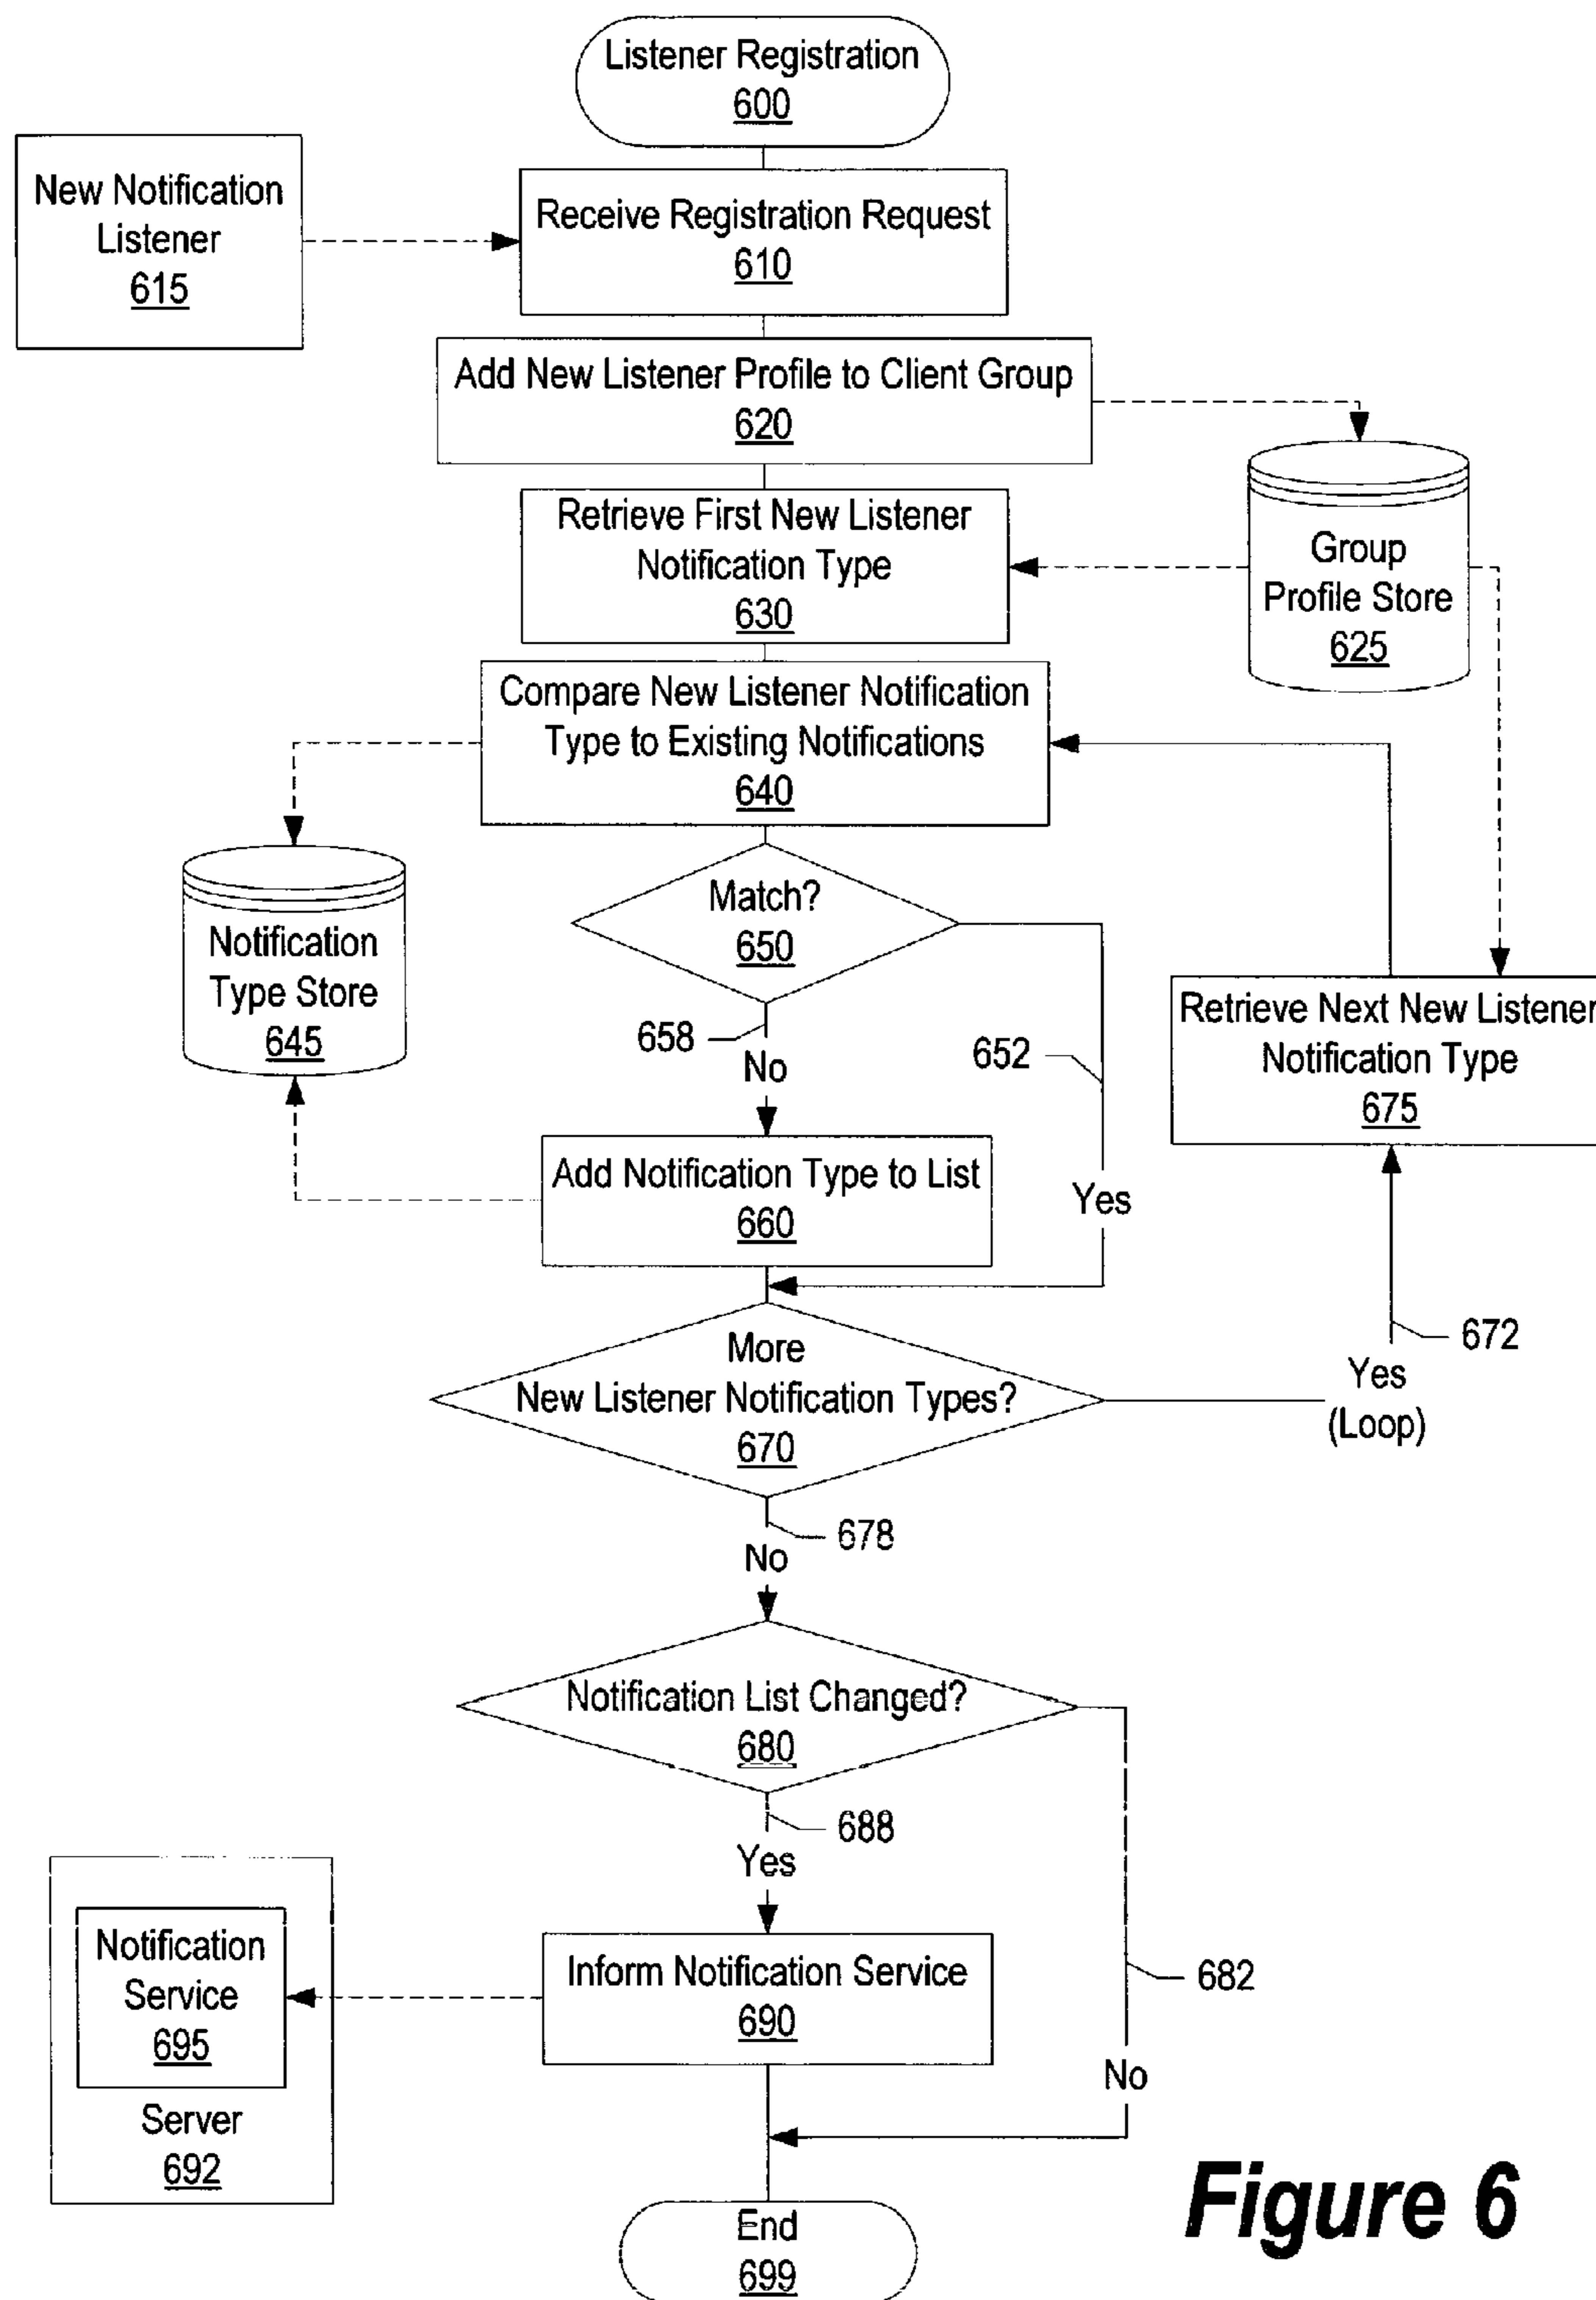 Listener Registration
600
New Notification
Listener
615
Receive Registration Request
610
Add New Listener Profile to Client Group
620
Retrieve First New Listener
Notification Type
630
Group
Profile Store
625
Compare New Listener Notification
Type to Existing Notifications
640
Match?
650
Notification
Type Store
645
658
No
652
Yes
Retrieve Next New Listener
Notification Type
675
Add Notification Type to List
660
More
New Listener Notification Types?
670
672
Yes
(Loop)
678
No
Notification List Changed?
680
688
Yes
682
No
Notification
Service
695
Server
692
Inform Notification Service
690
End
699
Figure 6